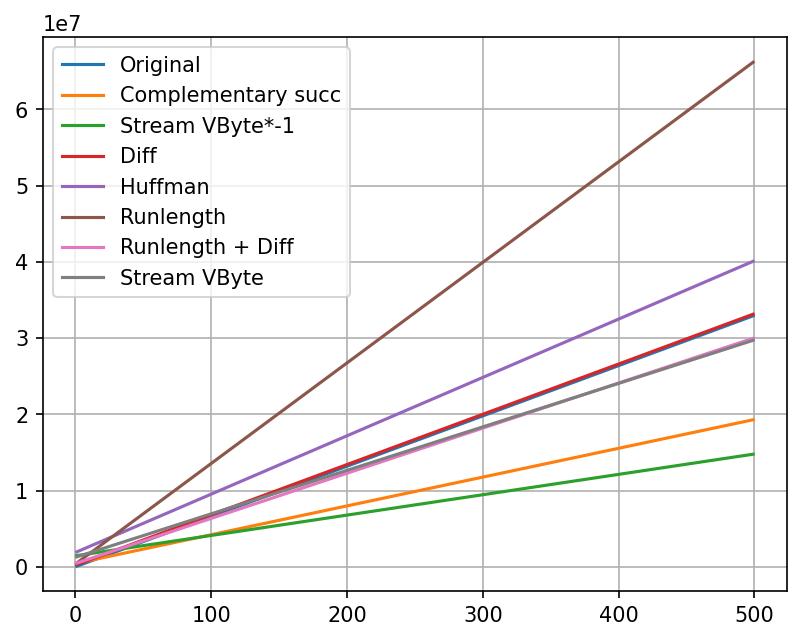 1e7
Original
Complementary succ
Stream VByte*-1
Diff
Huffman
Runlength
Runlength + Diff
Stream VByte
6
5
4
3
2
1
0
0 100 200 300 400 500